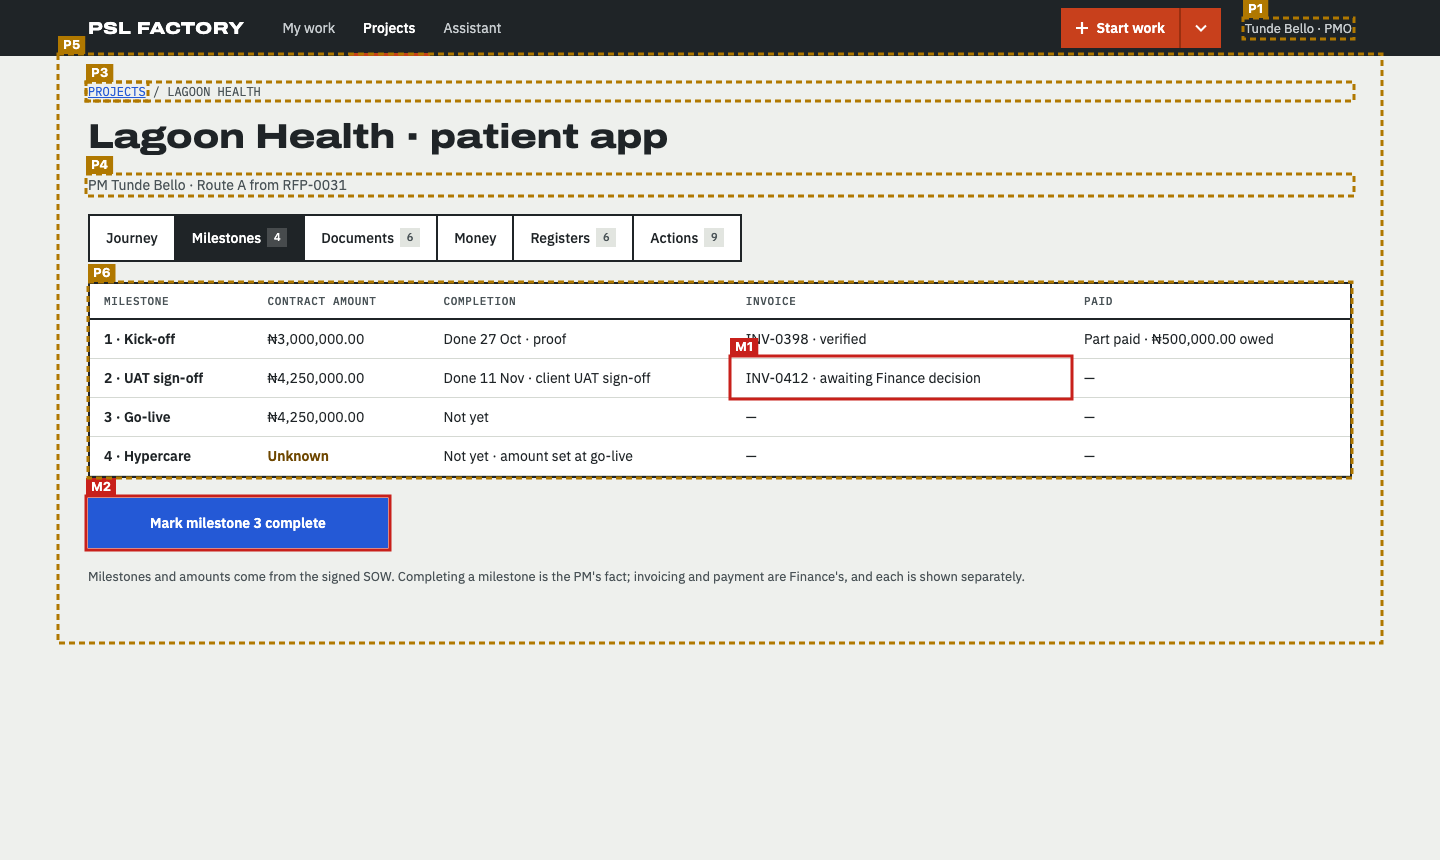 P1
PSL FACTORY My work Projects Assistant + Start work Tunde Bello · PMO
P5
P3
PROJECTS / LAGOON HEALTH
Lagoon Health · patient app
P4
PM Tunde Bello · Route A from RFP-0031
Journey Milestones 4 Documents 6 Money Registers 6 Actions 9
P6
MILESTONE CONTRACT AMOUNT COMPLETION INVOICE PAID
1 · Kick-off ₦3,000,000.00 Done 27 Oct · proof INV-0398 · verified Part paid · ₦500,000.00 owed
M1
2 · UAT sign-off ₦4,250,000.00 Done 11 Nov · client UAT sign-off INV-0412 · awaiting Finance decision —
3 · Go-live ₦4,250,000.00 Not yet — —
4 · Hypercare Unknown Not yet · amount set at go-live — —
M2
Mark milestone 3 complete
Milestones and amounts come from the signed SOW. Completing a milestone is the PM's fact; invoicing and payment are Finance's, and each is shown separately.